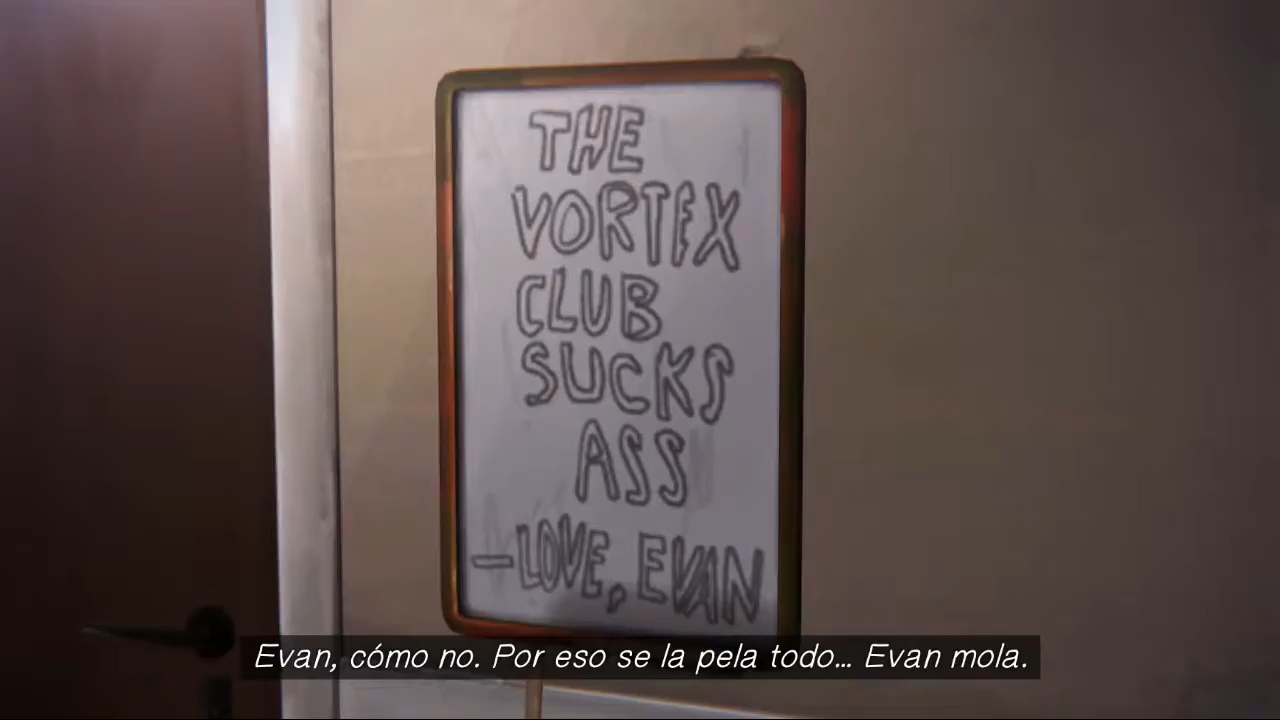 THE
VORTEX
CLUB
SUCKS
ASS
—LOVE, EVAN
Evan, cómo no. Por eso se la pela todo... Evan mola.